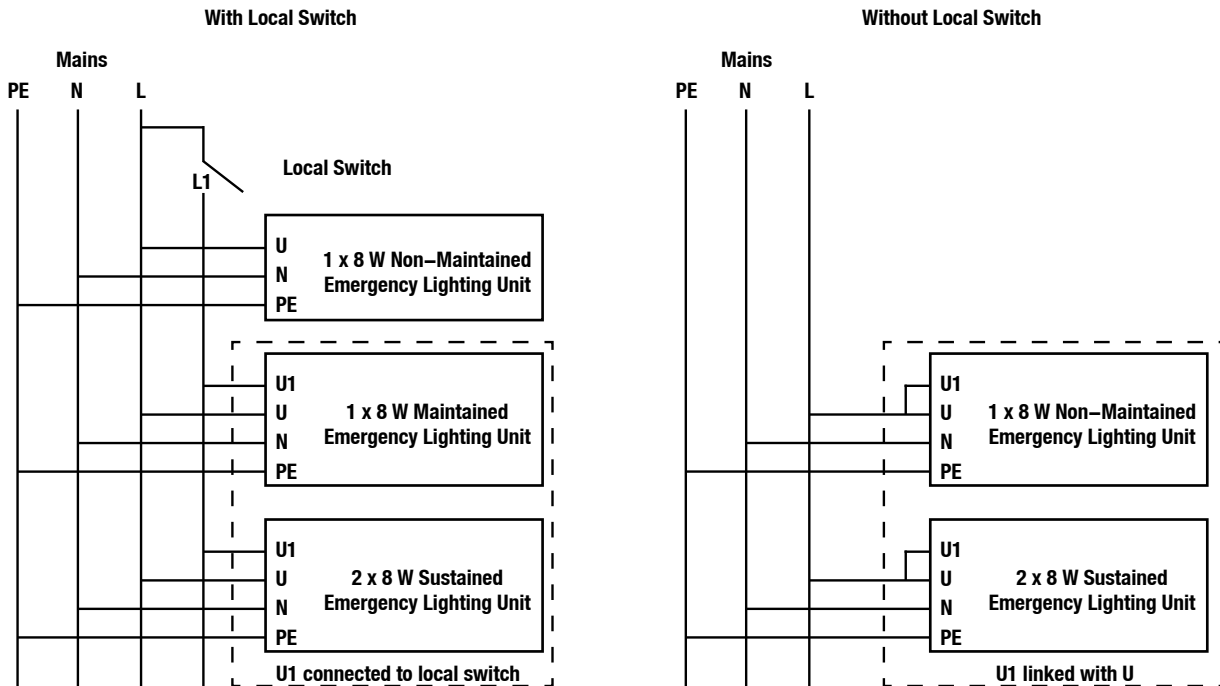 With Local Switch
Mains
PE N L
Local Switch
L1
U
N
PE
1 x 8 W Non–Maintained
Emergency Lighting Unit
U1
U
N
PE
1 x 8 W Maintained
Emergency Lighting Unit
U1
U
N
PE
2 x 8 W Sustained
Emergency Lighting Unit
U1 connected to local switch
Without Local Switch
Mains
PE N L
U1
U
N
PE
1 x 8 W Non–Maintained
Emergency Lighting Unit
U1
U
N
PE
2 x 8 W Sustained
Emergency Lighting Unit
U1 linked with U